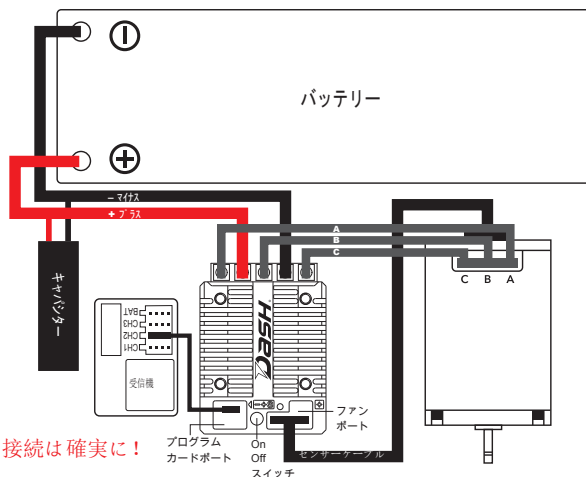 バッテリー
− マイナス
+ プラス
A
B
C
C B A
キャパシター
BAT
CH3
CH2
CH1
受信機
DASH
ファン
ポート
プログラム
カードポート
On
Off
スイッチ
センサーケーブル
接続は確実に!